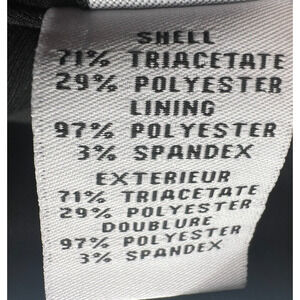 SHELL
71% TRIACETATE
29% POLYESTER
LINING
97% POLYESTER
3% SPANDEX
EXTERIEUR
71% TRIACETATE
29% POLYESTER
DOUBLURE
97% POLYESTER
3% SPANDEX